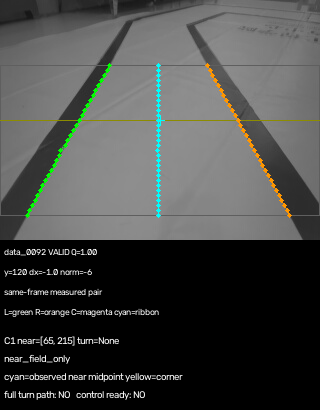 data_0092 VALID Q=1.00
y=120 dx=-1.0 norm=-6
same-frame measured pair
L=green R=orange C=magenta cyan=ribbon
C1 near=[65, 215] turn=None
near_field_only
cyan=observed near midpoint yellow=corner
full turn path: NO control ready: NO